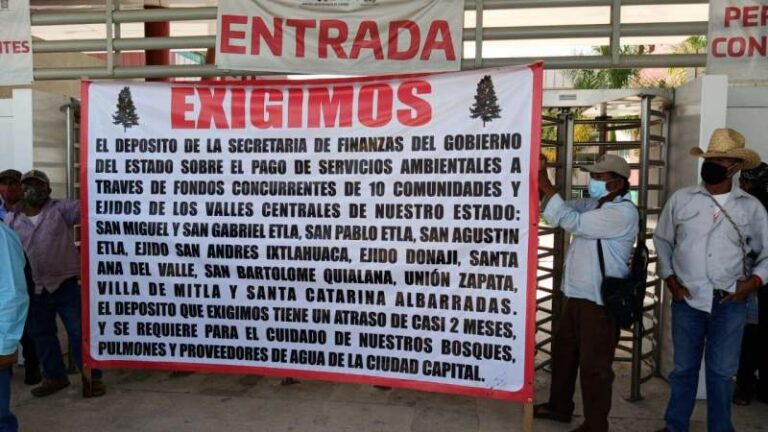 ENTRADA
EXIGIMOS
EL DEPOSITO DE LA SECRETARIA DE FINANZAS DEL GOBIERNO
DEL ESTADO SOBRE EL PAGO DE SERVICIOS AMBIENTALES A
TRAVES DE FONDOS CONCURRENTES DE 10 COMUNIDADES Y
EJIDOS DE LOS VALLES CENTRALES DE NUESTRO ESTADO:
SAN MIGUEL Y SAN GABRIEL ETLA, SAN PABLO ETLA, SAN AGUSTIN
ETLA, EJIDO SAN ANDRES IXTLAHUACA, EJIDO DONAJI, SANTA
ANA DEL VALLE, SAN BARTOLOME QUIALANA, UNIÓN ZAPATA,
VILLA DE MITLA Y SANTA CATARINA ALBARRADAS.
EL DEPOSITO QUE EXIGIMOS TIENE UN ATRASO DE CASI 2 MESES,
Y SE REQUIERE PARA EL CUIDADO DE NUESTROS BOSQUES,
PULMONES Y PROVEEDORES DE AGUA DE LA CIUDAD CAPITAL.